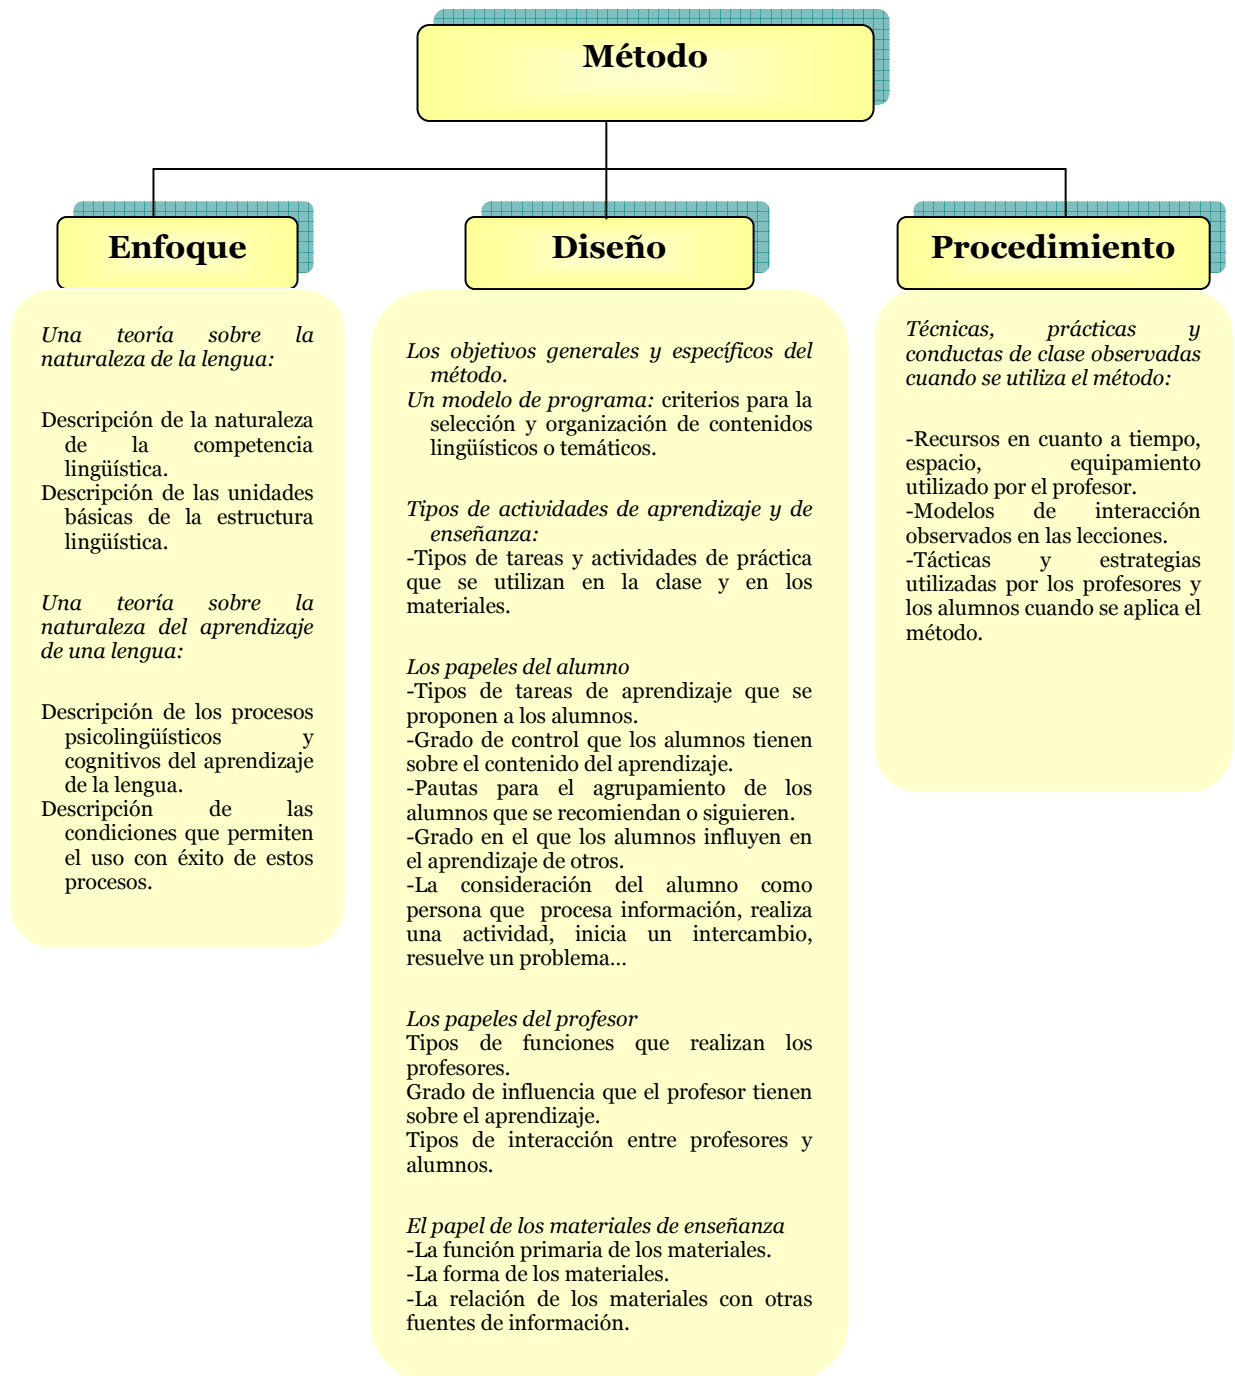 Método
Enfoque
Una teoría sobre la
naturaleza de la lengua:
Descripción de la naturaleza
de la competencia
lingüística.
Descripción de las unidades
básicas de la estructura
lingüística.
Una teoría sobre la
naturaleza del aprendizaje
de una lengua:
Descripción de los procesos
psicolingüísticos y
cognitivos del aprendizaje
de la lengua.
Descripción de las
condiciones que permiten
el uso con éxito de estos
procesos.
Diseño
Los objetivos generales y específicos del
método.
Un modelo de programa: criterios para la
selección y organización de contenidos
lingüísticos o temáticos.
Tipos de actividades de aprendizaje y de
enseñanza:
-Tipos de tareas y actividades de práctica
que se utilizan en la clase y en los
materiales.
Los papeles del alumno
-Tipos de tareas de aprendizaje que se
proponen a los alumnos.
-Grado de control que los alumnos tienen
sobre el contenido del aprendizaje.
-Pautas para el agrupamiento de los
alumnos que se recomiendan o siguieren.
-Grado en el que los alumnos influyen en
el aprendizaje de otros.
-La consideración del alumno como
persona que procesa información, realiza
una actividad, inicia un intercambio,
resuelve un problema...
Los papeles del profesor
Tipos de funciones que realizan los
profesores.
Grado de influencia que el profesor tienen
sobre el aprendizaje.
Tipos de interacción entre profesores y
alumnos.
El papel de los materiales de enseñanza
-La función primaria de los materiales.
-La forma de los materiales.
-La relación de los materiales con otras
fuentes de información.
Procedimiento
Técnicas, prácticas y
conductas de clase observadas
cuando se utiliza el método:
-Recursos en cuanto a tiempo,
espacio, equipamiento
utilizado por el profesor.
-Modelos de interacción
observados en las lecciones.
-Tácticas y estrategias
utilizadas por los profesores y
los alumnos cuando se aplica el
método.